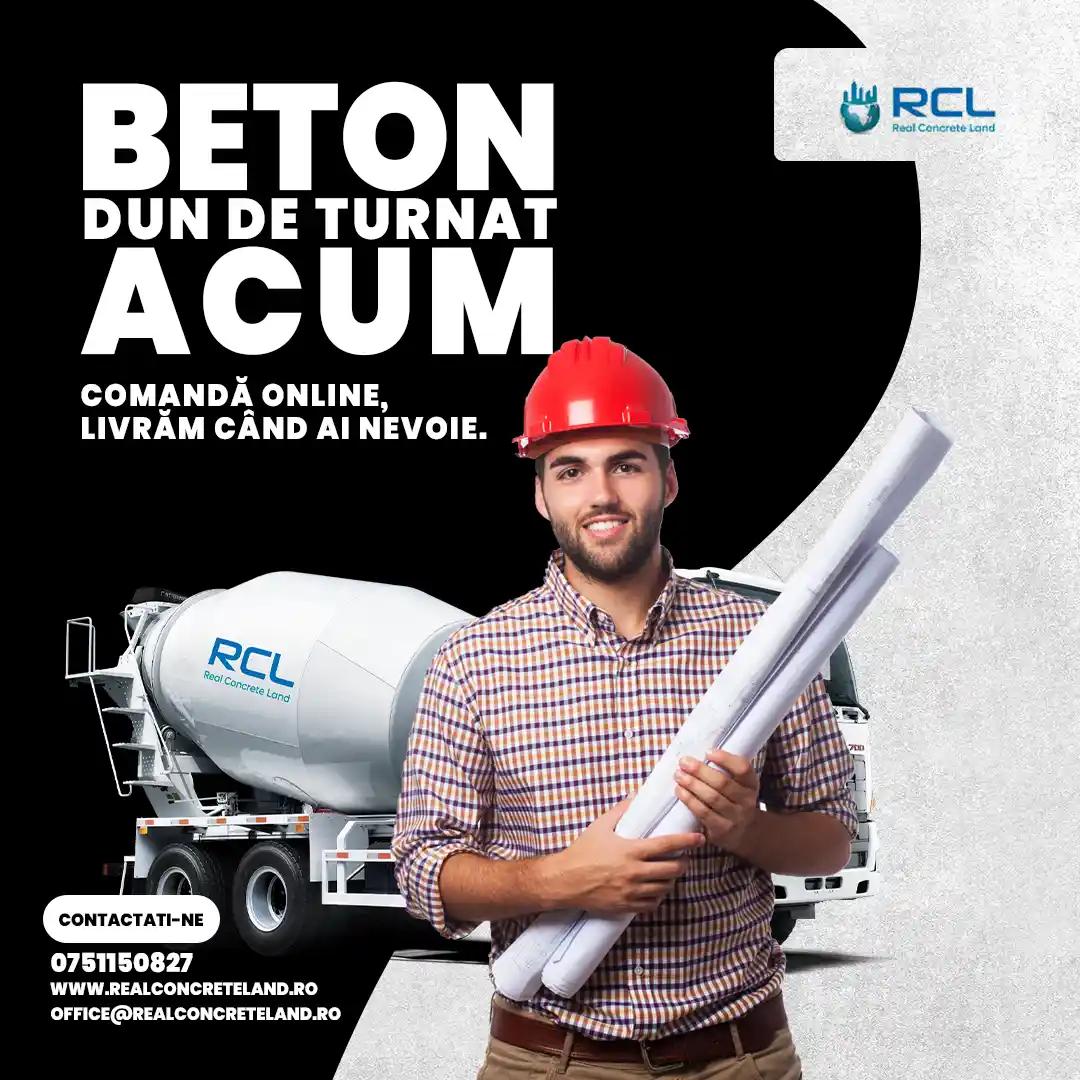 RCL
Real Concrete Land
BETON
DUN DE TURNAT
ACUM
COMANDĂ ONLINE,
LIVRĂM CÂND AI NEVOIE.
RCL
Real Concrete Land
700
CONTACTATI-NE
0751150827
WWW.REALCONCRETELAND.RO
OFFICE@REALCONCRETELAND.RO